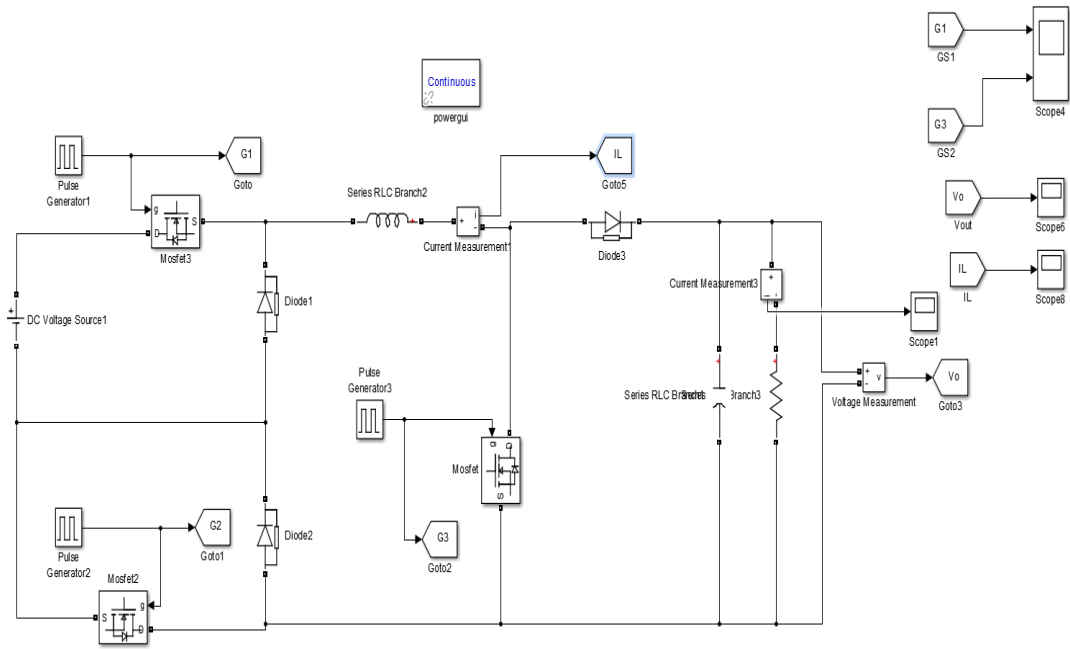 G1
GS1
G3
GS2
Scope4
Continuous
powergui
Pulse
Generator1
G1
Goto
g
D
S
Mosfet3
Series RLC Branch2
+
i
+
-
Current Measurement1
IL
Goto5
Diode3
Vo
Vout
Scope6
IL
IL
Scope8
+
DC Voltage Source1
Diode1
Current Measurement3
+
-
i
Scope1
Pulse
Generator3
Mosfet
g
D
S
+
+
Series RLC Branch3
+
-
v
Voltage Measurement
Vo
Goto3
Pulse
Generator2
G2
Goto1
G3
Goto2
Diode2
Mosfet2
S
g
D